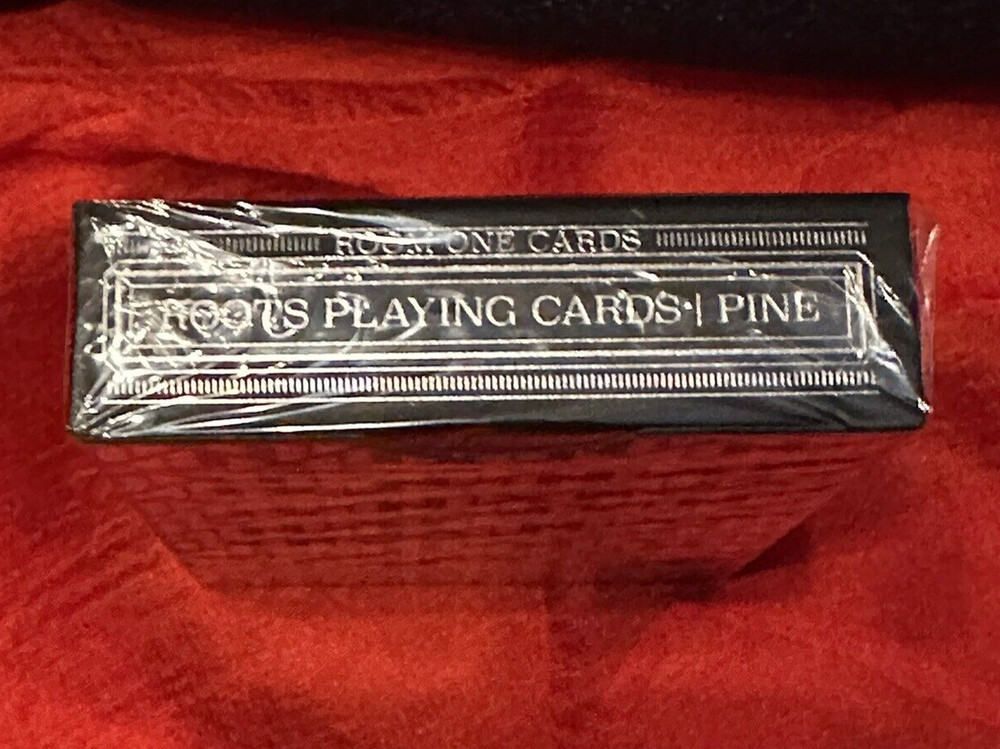 ROOM ONE CARDS
ROOTS PLAYING CARDS | PINE